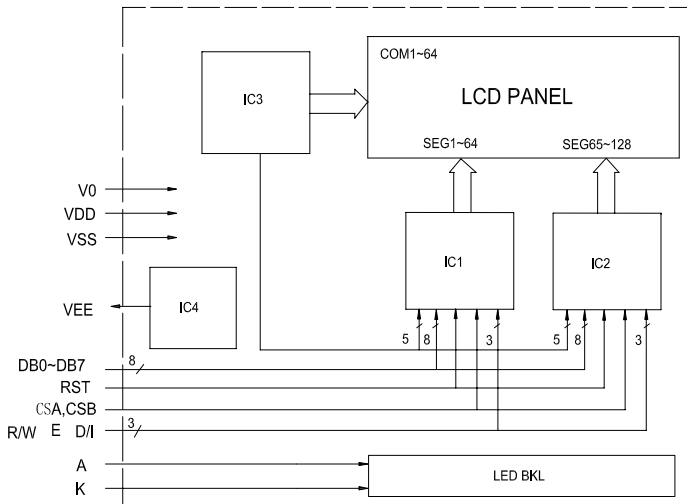 COM1~64
IC3
LCD PANEL
SEG1~64 SEG65~128
V0
VDD
VSS
IC1 IC2
VEE
IC4
5 8 3 5 8 3
DB0~DB7 8
RST
CSA,CSB
R/W E D/I 3
A
K
LED BKL